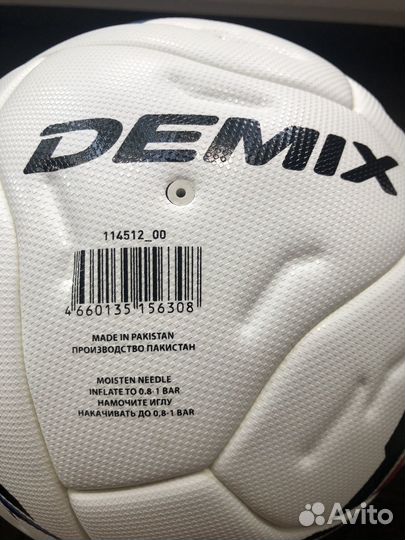 DEMIX
114512_00
4 660135 156308
MADE IN PAKISTAN
ПРОИЗВОДСТВО ПАКИСТАН
MOISTEN NEEDLE
INFLATE TO 0.8-1 BAR
НАМОЧИТЕ ИГЛУ
НАКАЧИВАТЬ ДО 0,8-1 BAR
Avito